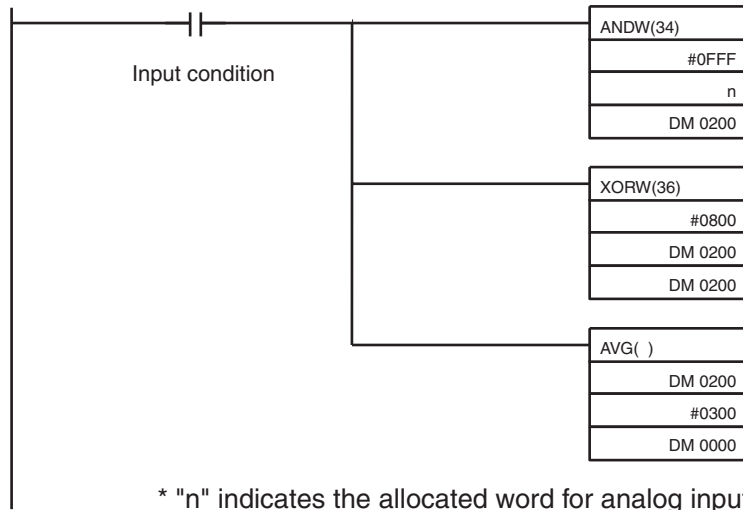 Input condition
ANDW(34)
#0FFF
n
DM 0200
XORW(36)
#0800
DM 0200
DM 0200
AVG( )
DM 0200
#0300
DM 0000
* "n" indicates the allocated word for analog input